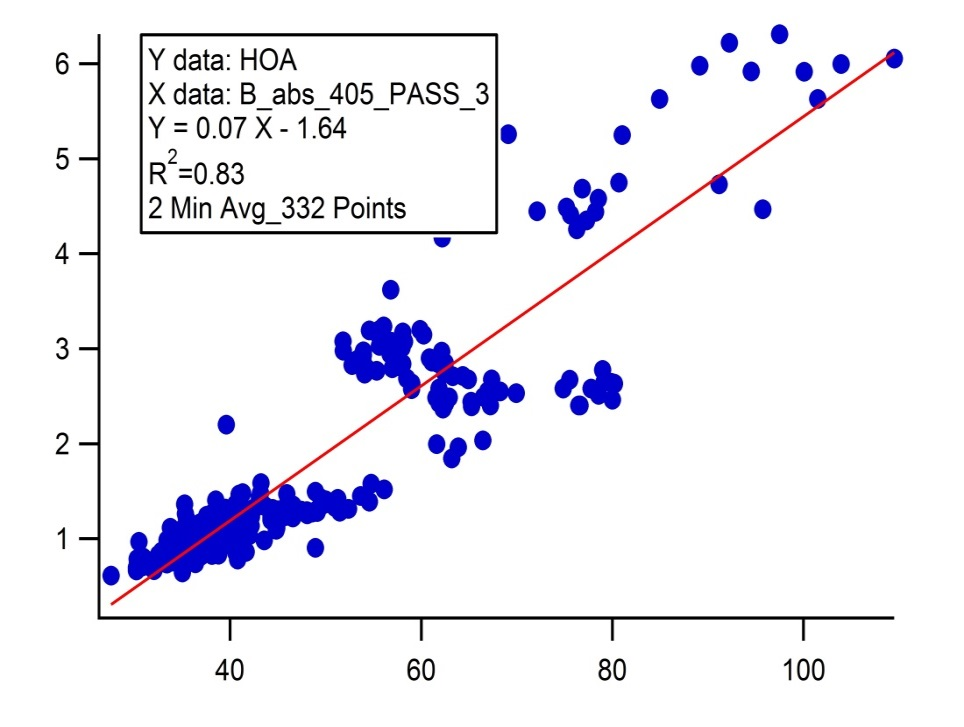 Y data: HOA
X data: B_abs_405_PASS_3
Y = 0.07 X - 1.64
R²=0.83
2 Min Avg_332 Points
6
5
4
3
2
1
40 60 80 100